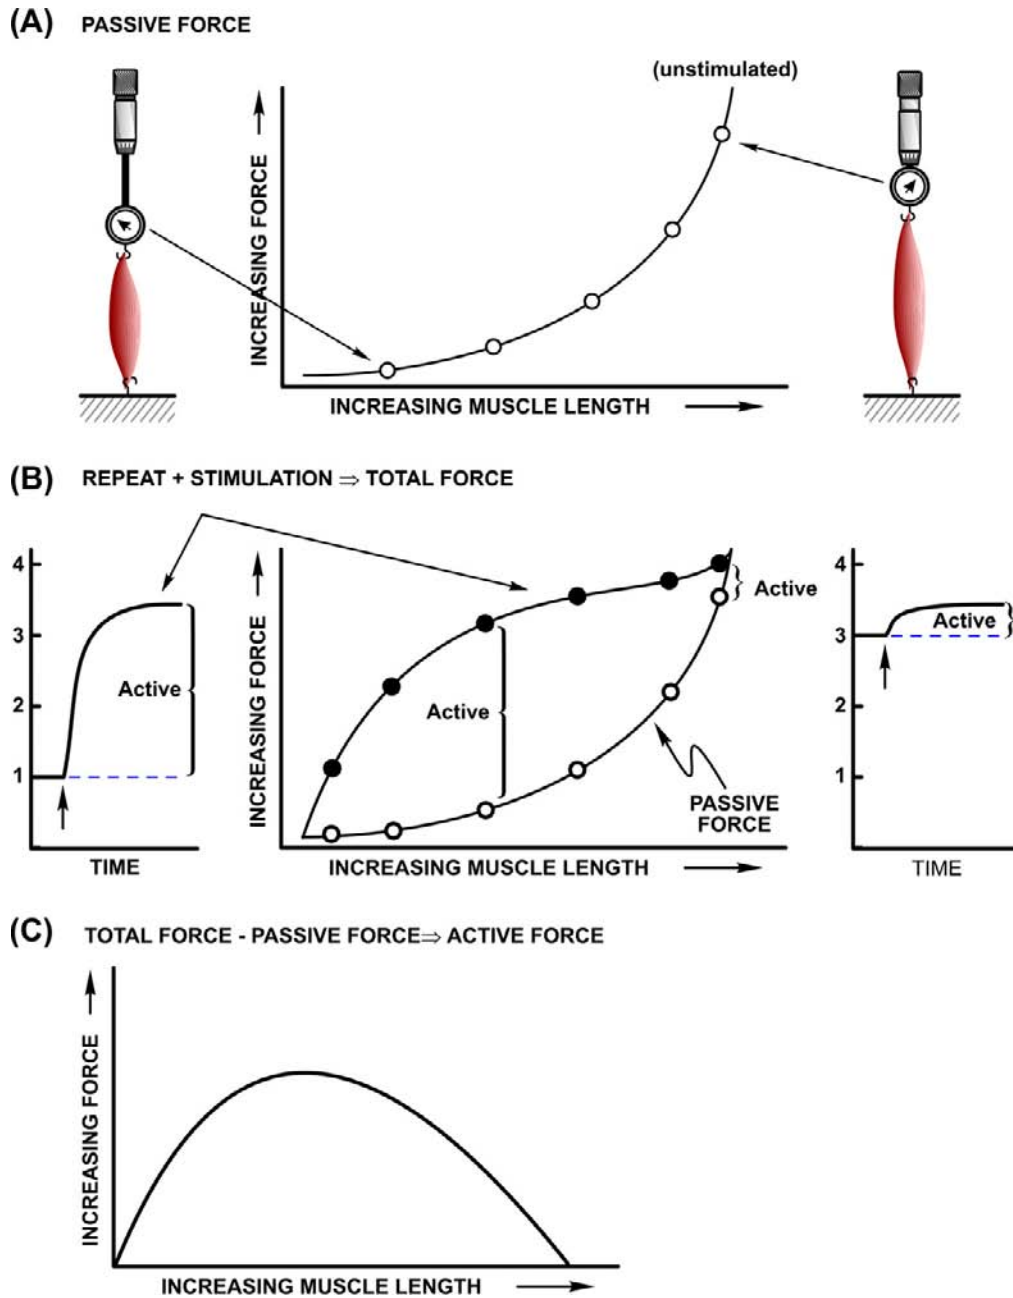 (A) PASSIVE FORCE
(unstimulated)
INCREASING FORCE
INCREASING MUSCLE LENGTH
(B) REPEAT + STIMULATION ⇒ TOTAL FORCE
4
3
2
1
Active
TIME
INCREASING FORCE
Active
Active
PASSIVE
FORCE
INCREASING MUSCLE LENGTH
4
3
2
1
Active
TIME
(C) TOTAL FORCE - PASSIVE FORCE⇒ ACTIVE FORCE
INCREASING FORCE
INCREASING MUSCLE LENGTH